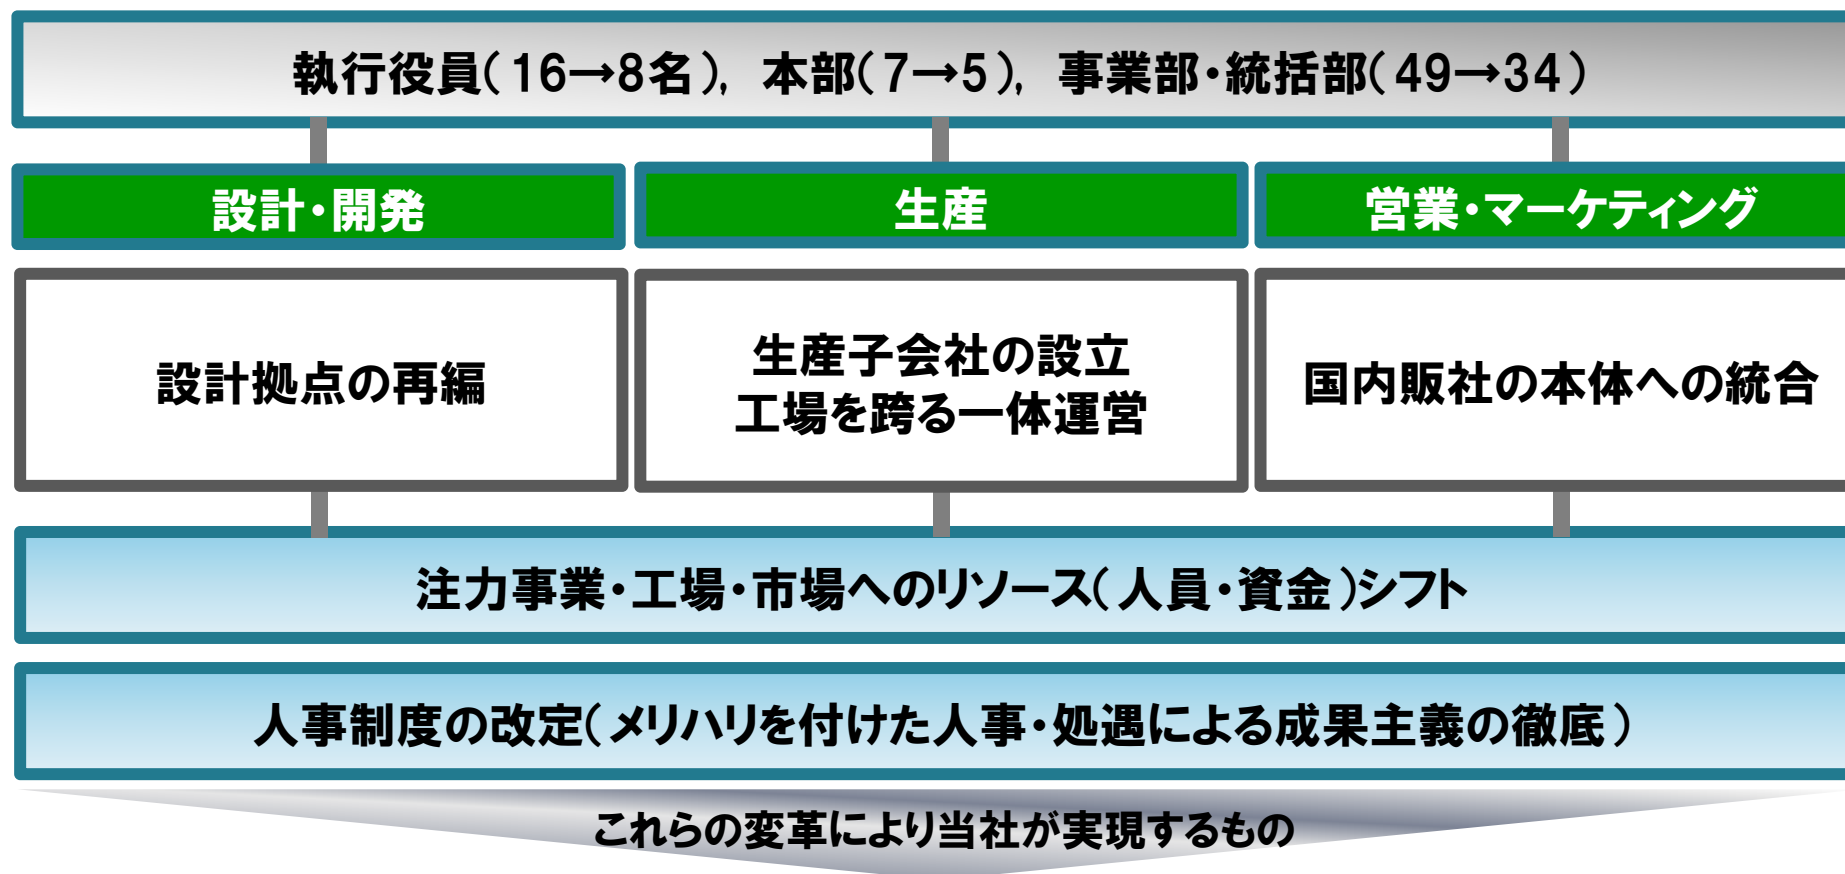 執行役員(16→8名), 本部(7→5), 事業部・統括部(49→34)
設計・開発
生産
営業・マーケティング
設計拠点の再編
生産子会社の設立
工場を跨る一体運営
国内販社の本体への統合
注力事業・工場・市場へのリソース(人員・資金)シフト
人事制度の改定(メリハリを付けた人事・処遇による成果主義の徹底)
これらの変革により当社が実現するもの